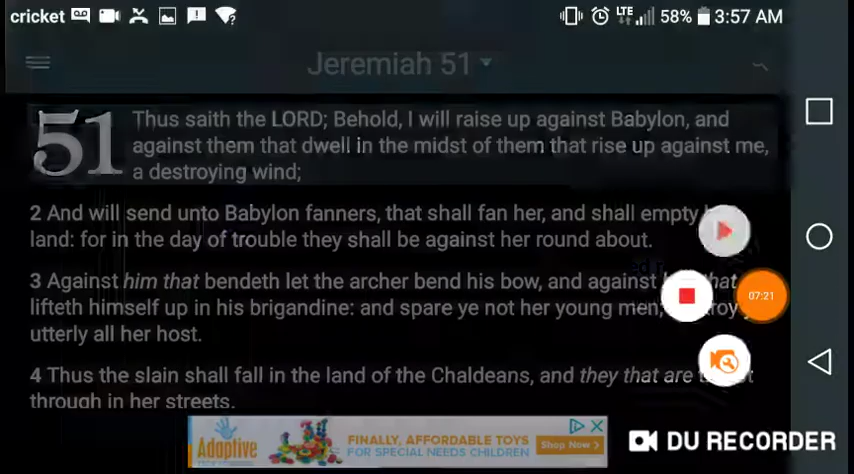 cricket LTE 58% 3:57 AM
Jeremiah 51
51 Thus saith the LORD; Behold, I will raise up against Babylon, and
against them that dwell in the midst of them that rise up against me,
a destroying wind;
2 And will send unto Babylon fanners, that shall fan her, and shall empty
land: for in the day of trouble they shall be against her round about.
3 Against him that bendeth let the archer bend his bow, and against that
lifteth himself up in his brigandine: and spare ye not her young men;
utterly all her host.
07:21
4 Thus the slain shall fall in the land of the Chaldeans, and they that are
through in her streets.
Adaptive
FINALLY, AFFORDABLE TOYS
FOR SPECIAL NEEDS CHILDREN
Shop Now >
DU RECORDER